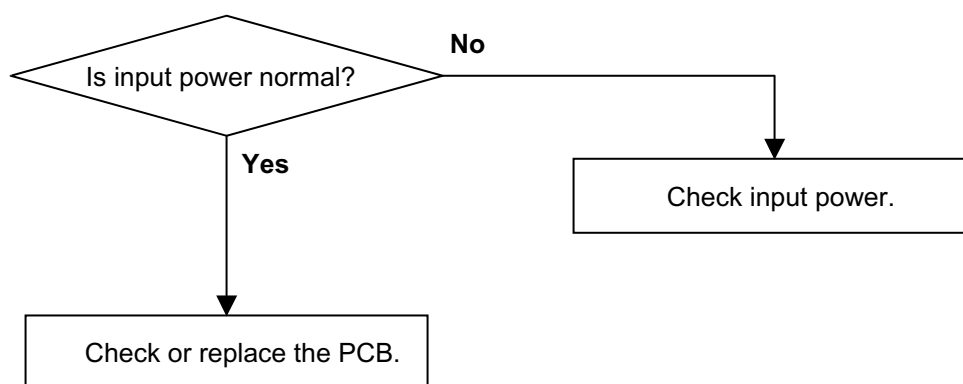 No
Is input power normal?
Yes
Check input power.
Check or replace the PCB.